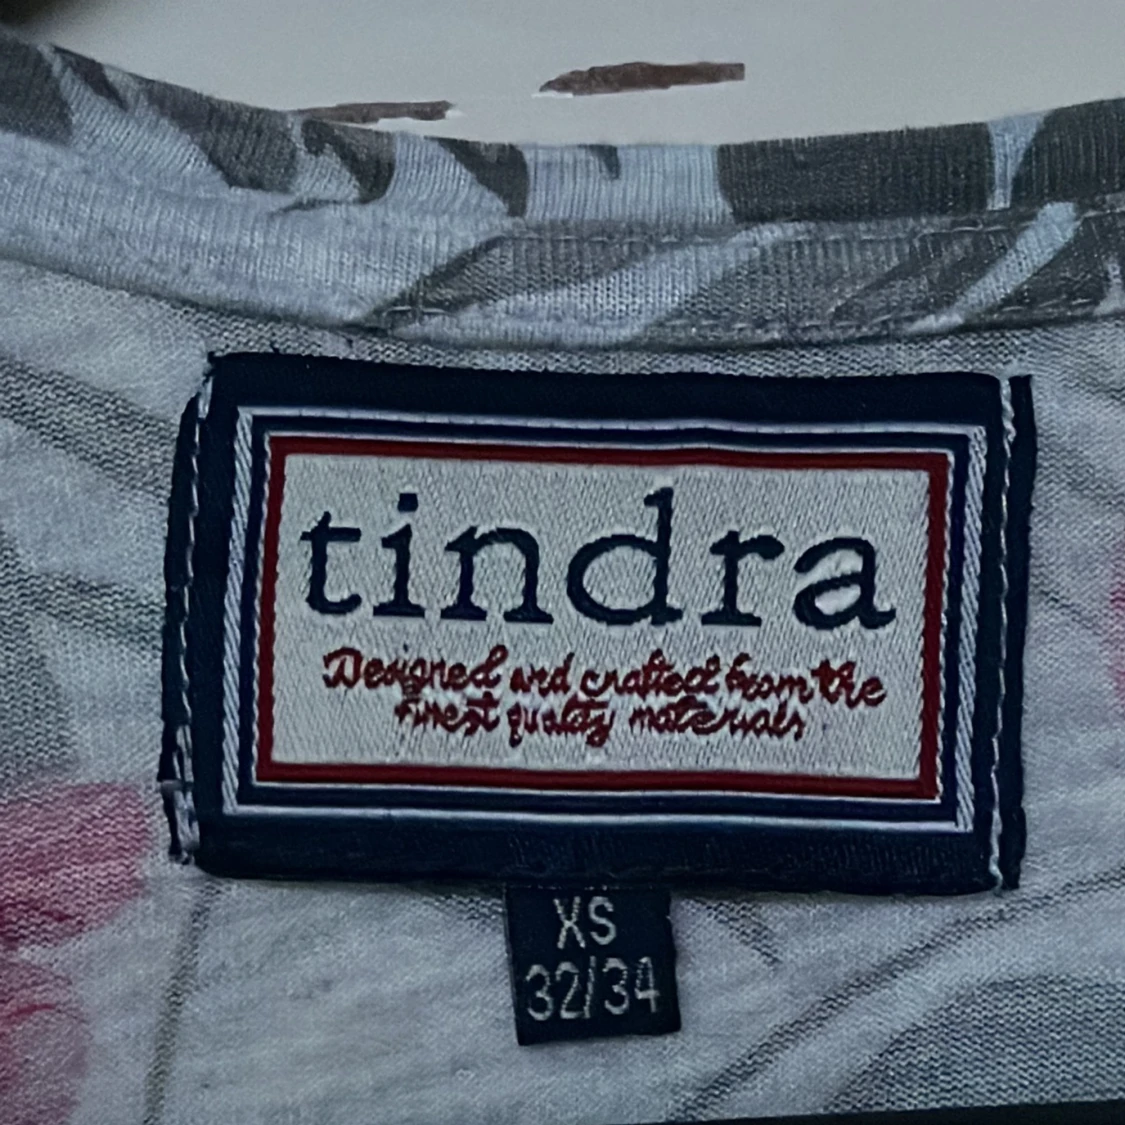 tindra
Designed and crafted from the
finest quality materials
XS
32/34